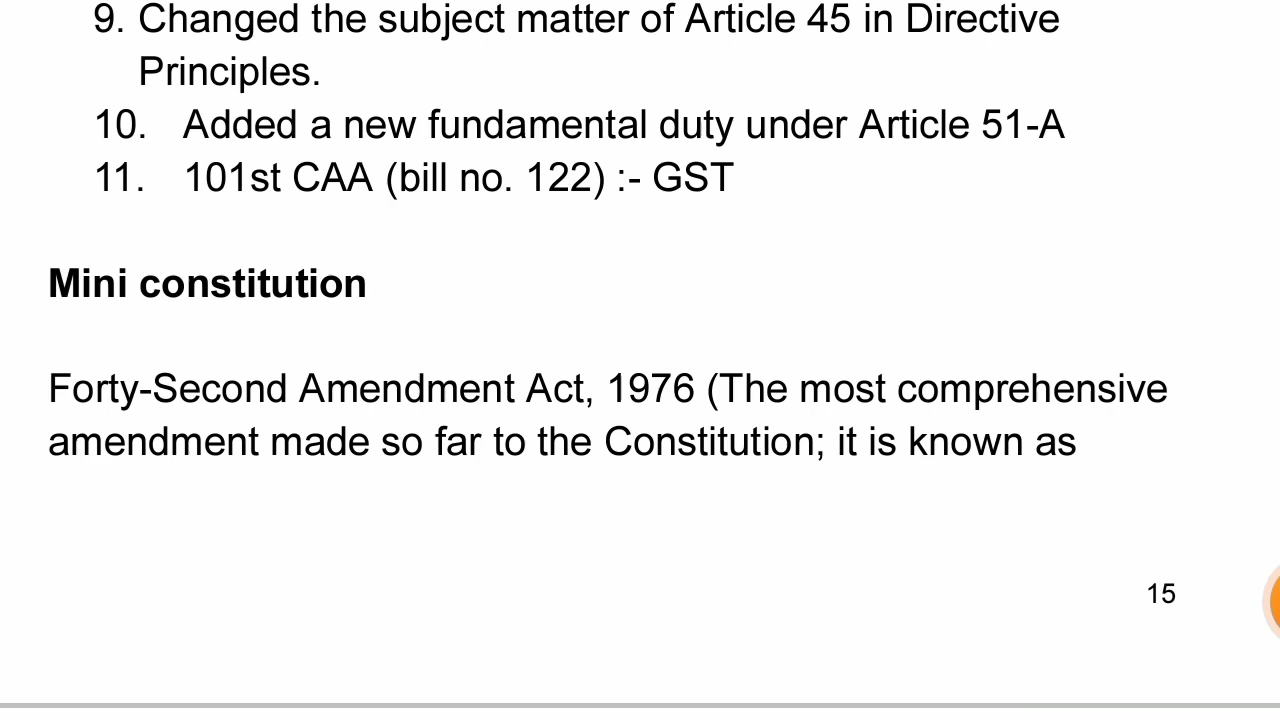 9. Changed the subject matter of Article 45 in Directive
Principles.
10. Added a new fundamental duty under Article 51-A
11. 101st CAA (bill no. 122) :- GST
Mini constitution
Forty-Second Amendment Act, 1976 (The most comprehensive
amendment made so far to the Constitution; it is known as
15